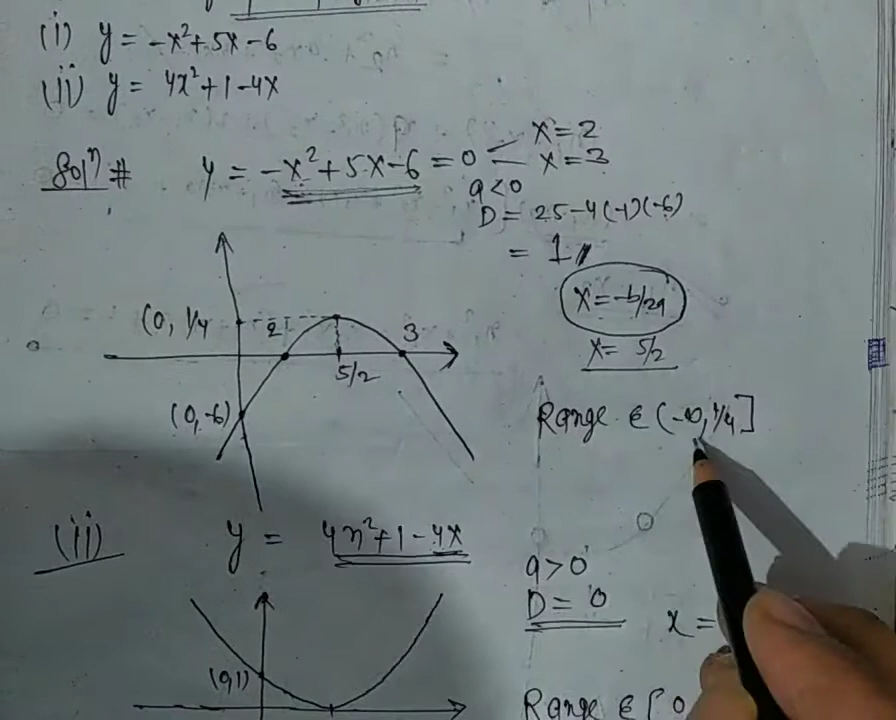 (i) y = -x²+5x-6
(ii) y = 4x²+1-4x
Solⁿ # y = -x²+5x-6 = 0
x = 2
x = 3
a<0
D = 25-4(-1)(-6)
= 1
x = -b/2a
x = 5/2
(0, 1/4
2
3
5/2
(0,-6)
Range ∈ (-∞, 1/4]
(ii) y = 4x²+1-4x
a>0
D = 0
x =
(0,1)
Range ∈ [0